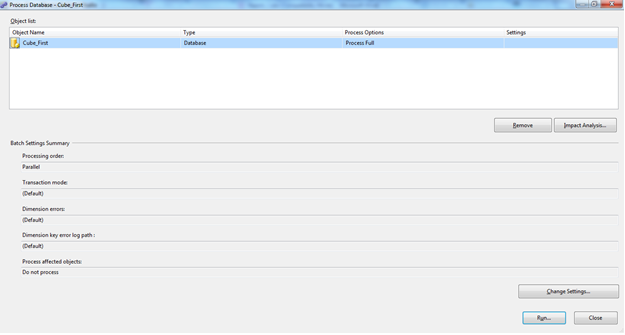 Process Database - Cube_First
Object list:
Object Name Type Process Options Settings
Cube_First Database Process Full
Remove Impact Analysis...
Batch Settings Summary
Processing order:
Parallel
Transaction mode:
(Default)
Dimension errors:
(Default)
Dimension key error log path :
(Default)
Process affected objects:
Do not process
Change Settings...
Run... Close